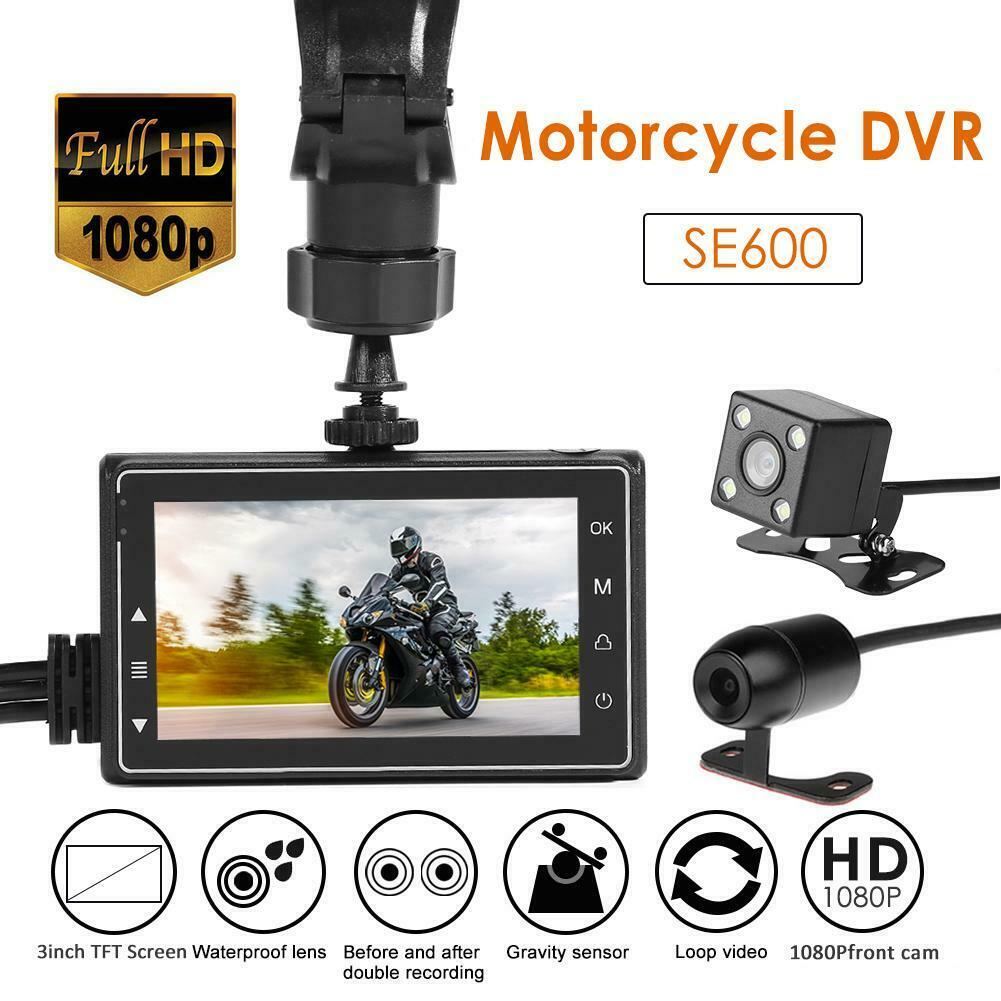 Full HD
1080p
Motorcycle DVR
SE600
OK
M
HD
1080P
3inch TFT Screen
Waterproof lens
Before and after
double recording
Gravity sensor
Loop video
1080Pfront cam